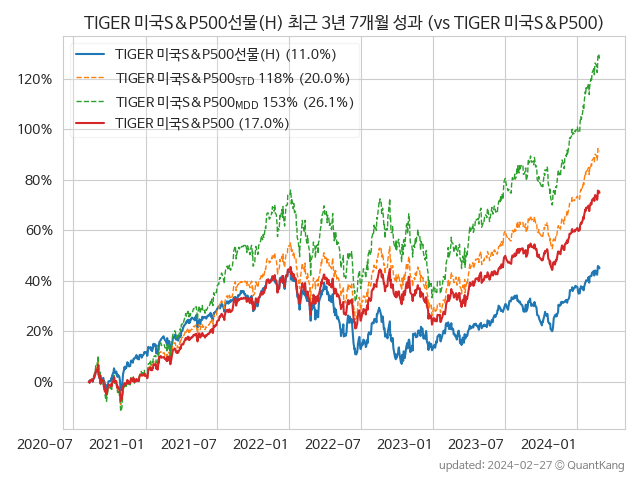 TIGER 미국S&P500선물(H) 최근 3년 7개월 성과 (vs TIGER 미국S&P500)
TIGER 미국S&P500선물(H) (11.0%)
TIGER 미국S&P500STD 118% (20.0%)
TIGER 미국S&P500MDD 153% (26.1%)
TIGER 미국S&P500 (17.0%)
120%
100%
80%
60%
40%
20%
0%
2020-07 2021-01 2021-07 2022-01 2022-07 2023-01 2023-07 2024-01
updated: 2024-02-27 © QuantKang